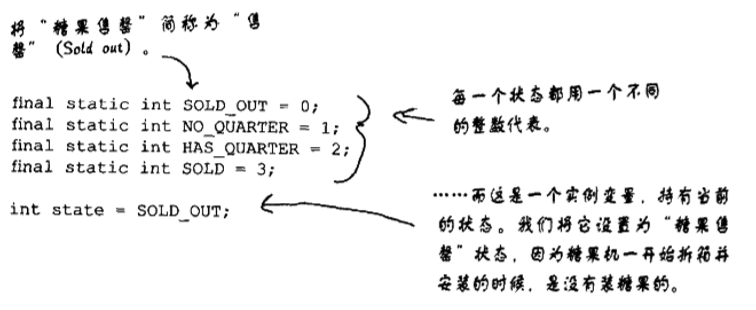 将“糖果售罄”简称为“售
罄”(Sold out)。
final static int SOLD_OUT = 0;
final static int NO_QUARTER = 1;
final static int HAS_QUARTER = 2;
final static int SOLD = 3;
每一个状态都用一个不同
的整数代表。
int state = SOLD_OUT;
……而这是一个实例变量，持有当前
的状态。我们将它设置为“糖果售
罄”状态，因为糖果机一开始拆箱并
安装的时候，是没有装糖果的。